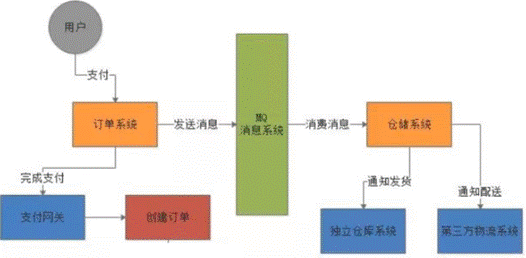 用户
支付
订单系统
发送消息
MQ
消息系统
消费消息
仓储系统
完成支付
通知发货
通知配送
支付网关
创建订单
独立仓库系统
第三方物流系统